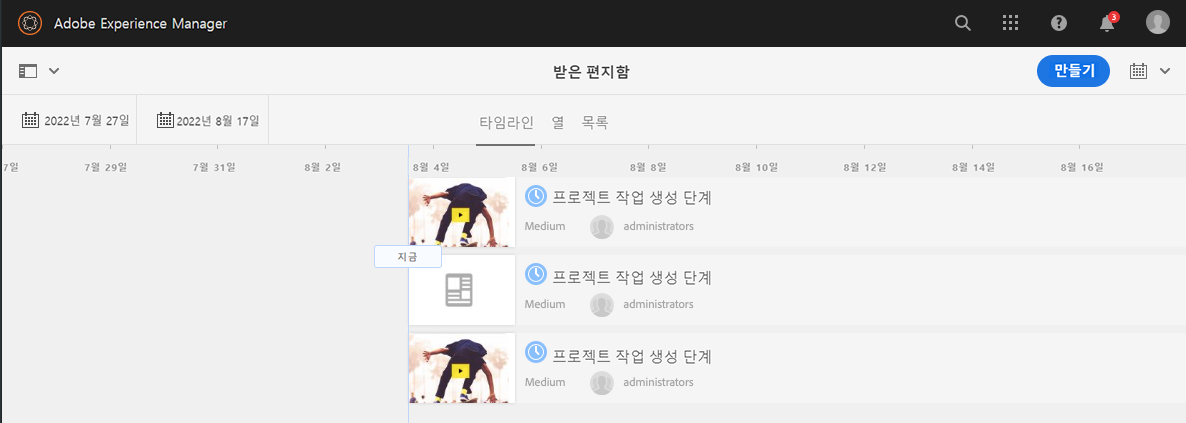 Adobe Experience Manager
3
받은 편지함
만들기
2022년 7월 27일
2022년 8월 17일
타임라인 열 목록
7일 7월 29일 7월 31일 8월 2일 8월 4일 8월 6일 8월 8일 8월 10일 8월 12일 8월 14일 8월 16일
프로젝트 작업 생성 단계
Medium administrators
지금
프로젝트 작업 생성 단계
Medium administrators
프로젝트 작업 생성 단계
Medium administrators